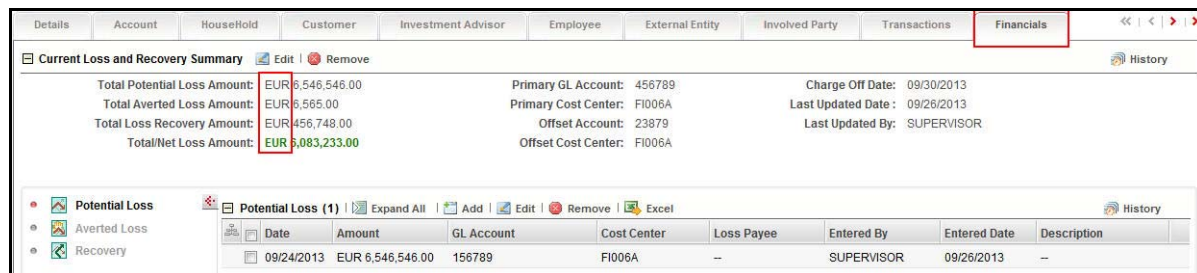 Details Account HouseHold Customer Investment Advisor Employee External Entity Involved Party Transactions Financials
Current Loss and Recovery Summary Edit | Remove History
Total Potential Loss Amount: EUR 6,546,546.00 Primary GL Account: 456789 Charge Off Date: 09/30/2013
Total Averted Loss Amount: EUR 6,565.00 Primary Cost Center: FI006A Last Updated Date : 09/26/2013
Total Loss Recovery Amount: EUR 456,748.00 Offset Account: 23879 Last Updated By: SUPERVISOR
Total/Net Loss Amount: EUR 6,083,233.00 Offset Cost Center: FI006A
Potential Loss Potential Loss (1) | Expand All | Add | Edit | Remove | Excel History
Averted Loss Date Amount GL Account Cost Center Loss Payee Entered By Entered Date Description
Recovery 09/24/2013 EUR 6,546,546.00 156789 FI006A -- SUPERVISOR 09/26/2013 --